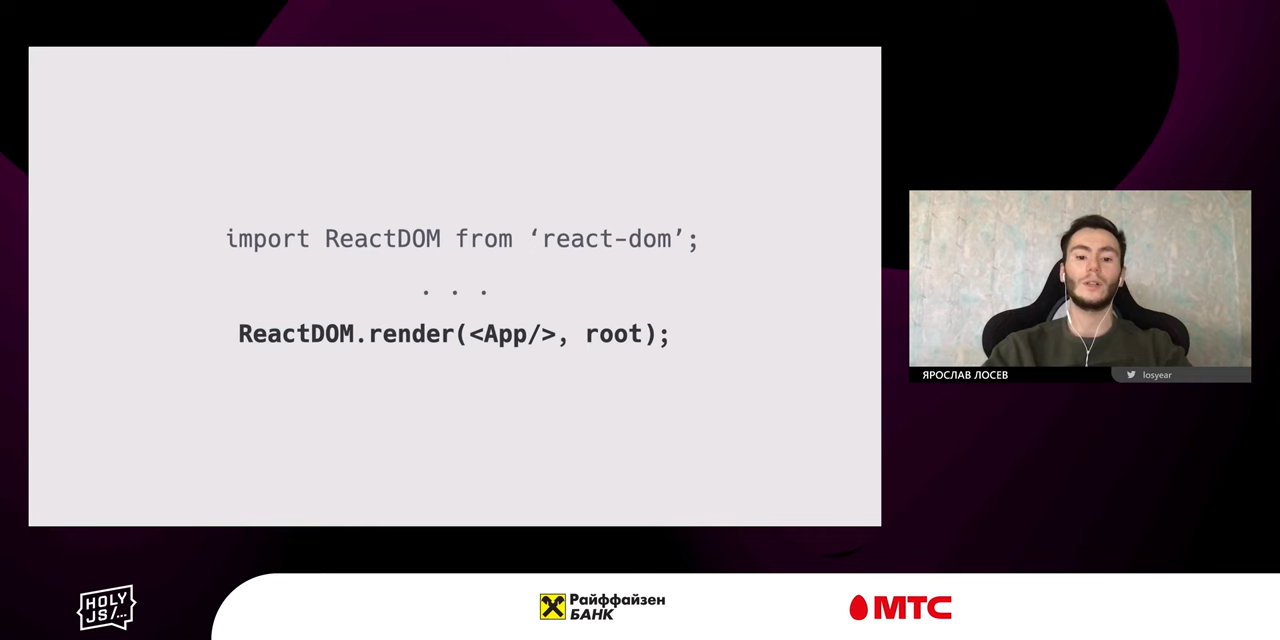 import ReactDOM from ‘react-dom’;
. . .
ReactDOM.render(<App/>, root);
ЯРОСЛАВ ЛОСЕВ
losyear
HOLY
JS/...
Райффайзен
БАНК
МТС